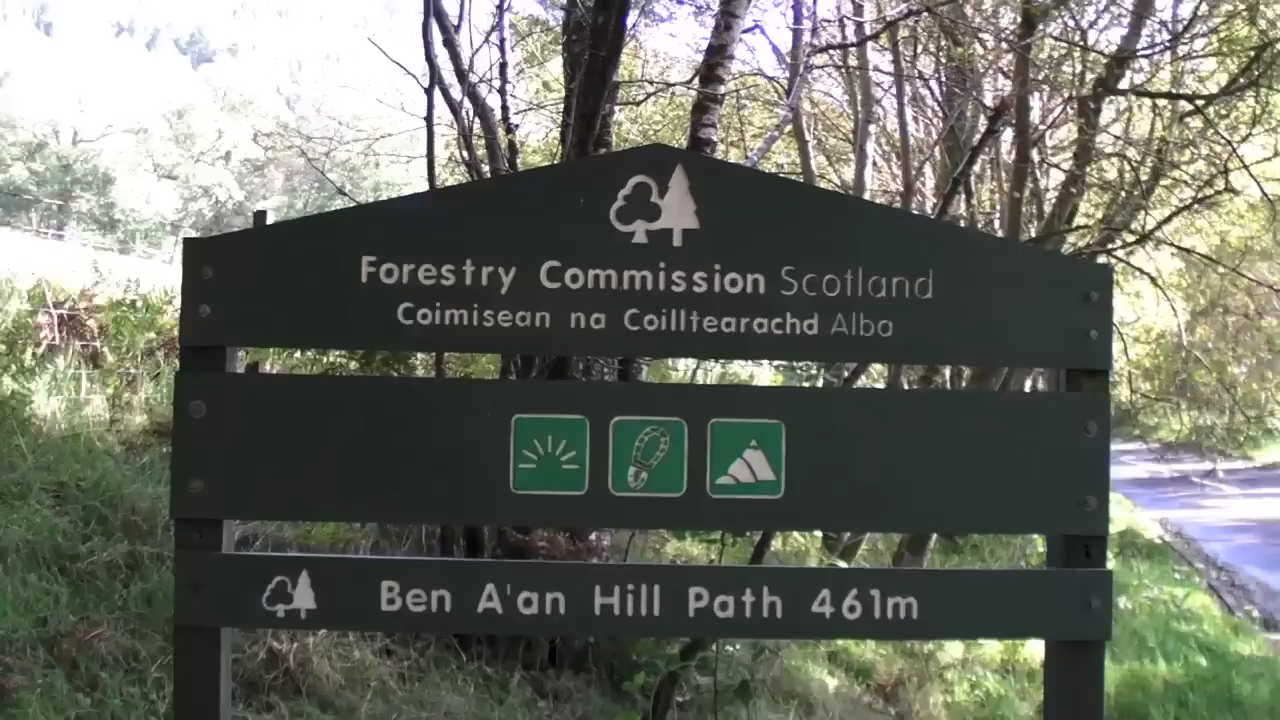 Forestry Commission Scotland
Coimisean na Coilltearachd Alba
Ben A'an Hill Path 461m